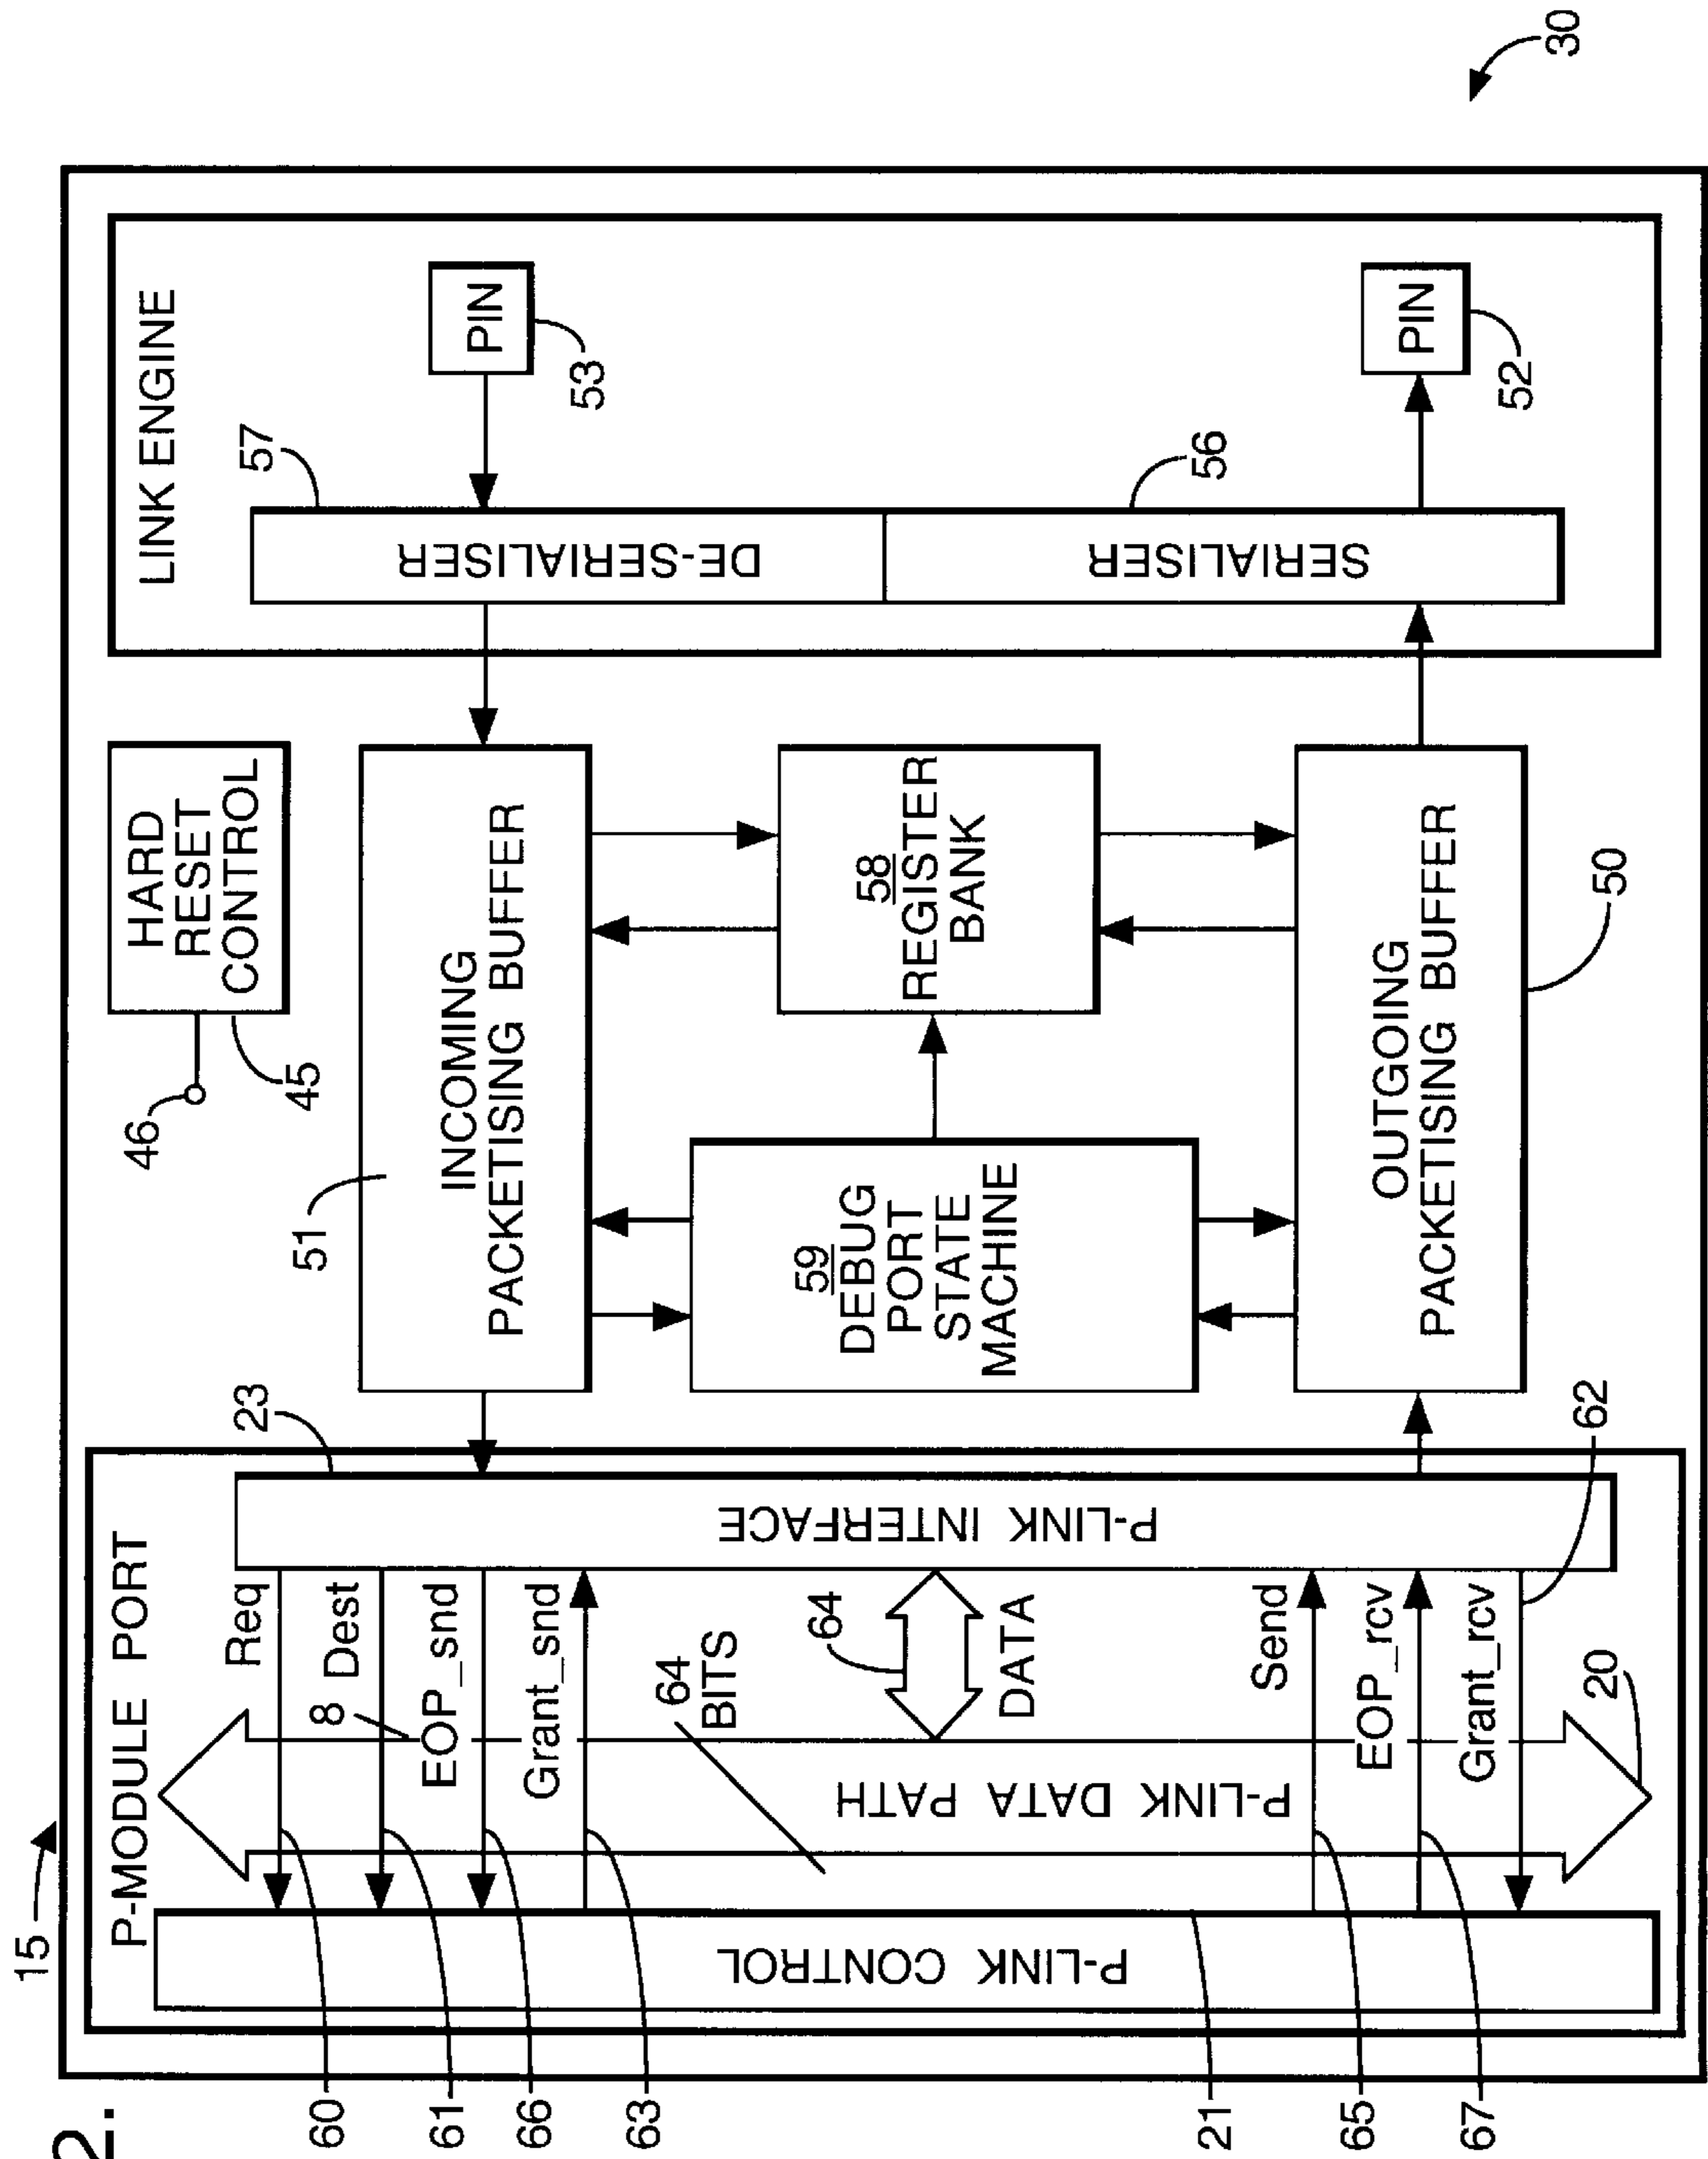 2.
15
30
P-MODULE PORT
P-LINK CONTROL
P-LINK DATA PATH
P-LINK INTERFACE
Req
Dest
8
EOP_snd
Grant_snd
64
BITS
64
DATA
Send
EOP_rcv
Grant_rcv
20
62
23
60
61
66
63
21
65
67
46
45
HARD
RESET
CONTROL
51
INCOMING
PACKETISING BUFFER
59
DEBUG
PORT
STATE
MACHINE
58
REGISTER
BANK
OUTGOING
PACKETISING BUFFER
50
LINK ENGINE
57
DE-SERIALISER
56
SERIALISER
PIN
53
PIN
52